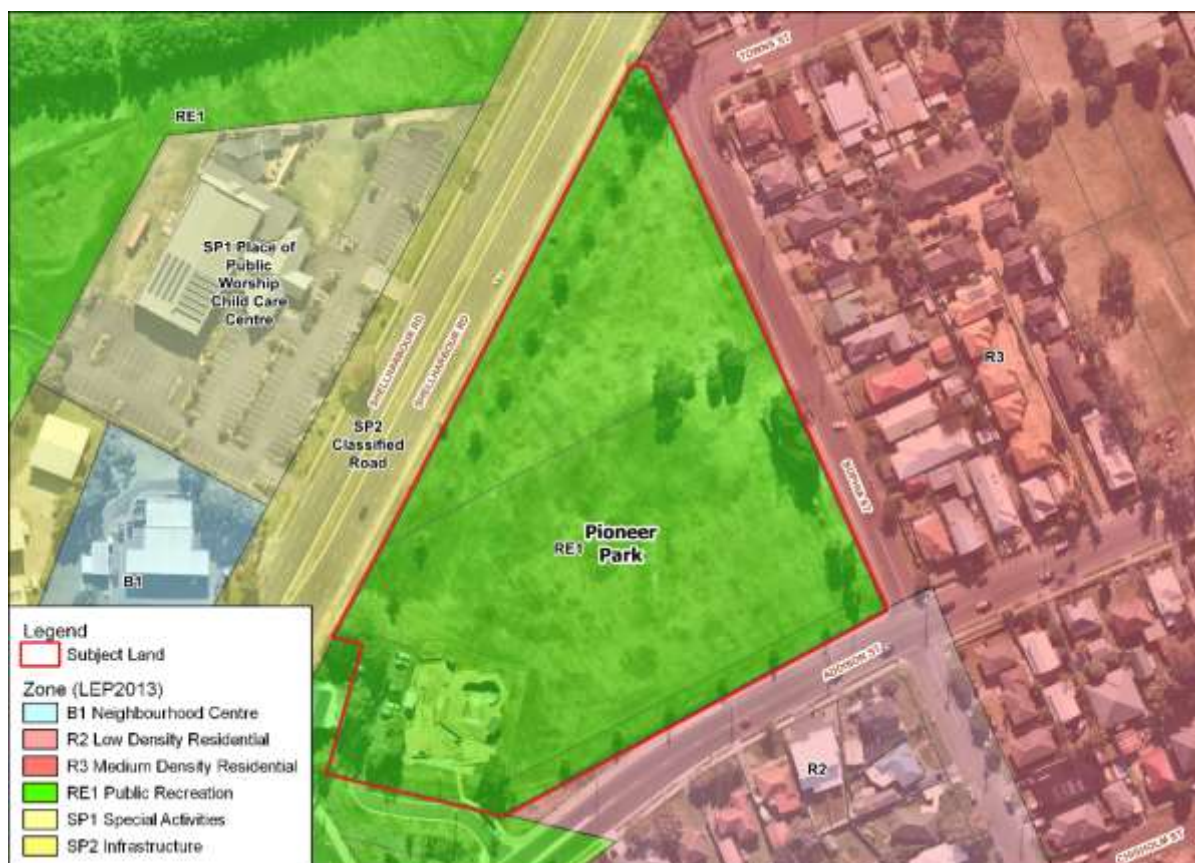 TOWNS ST
RE1
SP1 Place of
Public
Worship
Child Care
Centre
SHELLHARBOUR RD
SHELLHARBOUR RD
SP2
Classified
Road
R3
SOPHIA ST
Pioneer
Park
RE1
B1
ADDISON ST
R2
CHISHOLM ST
Legend
Subject Land
Zone (LEP2013)
B1 Neighbourhood Centre
R2 Low Density Residential
R3 Medium Density Residential
RE1 Public Recreation
SP1 Special Activities
SP2 Infrastructure